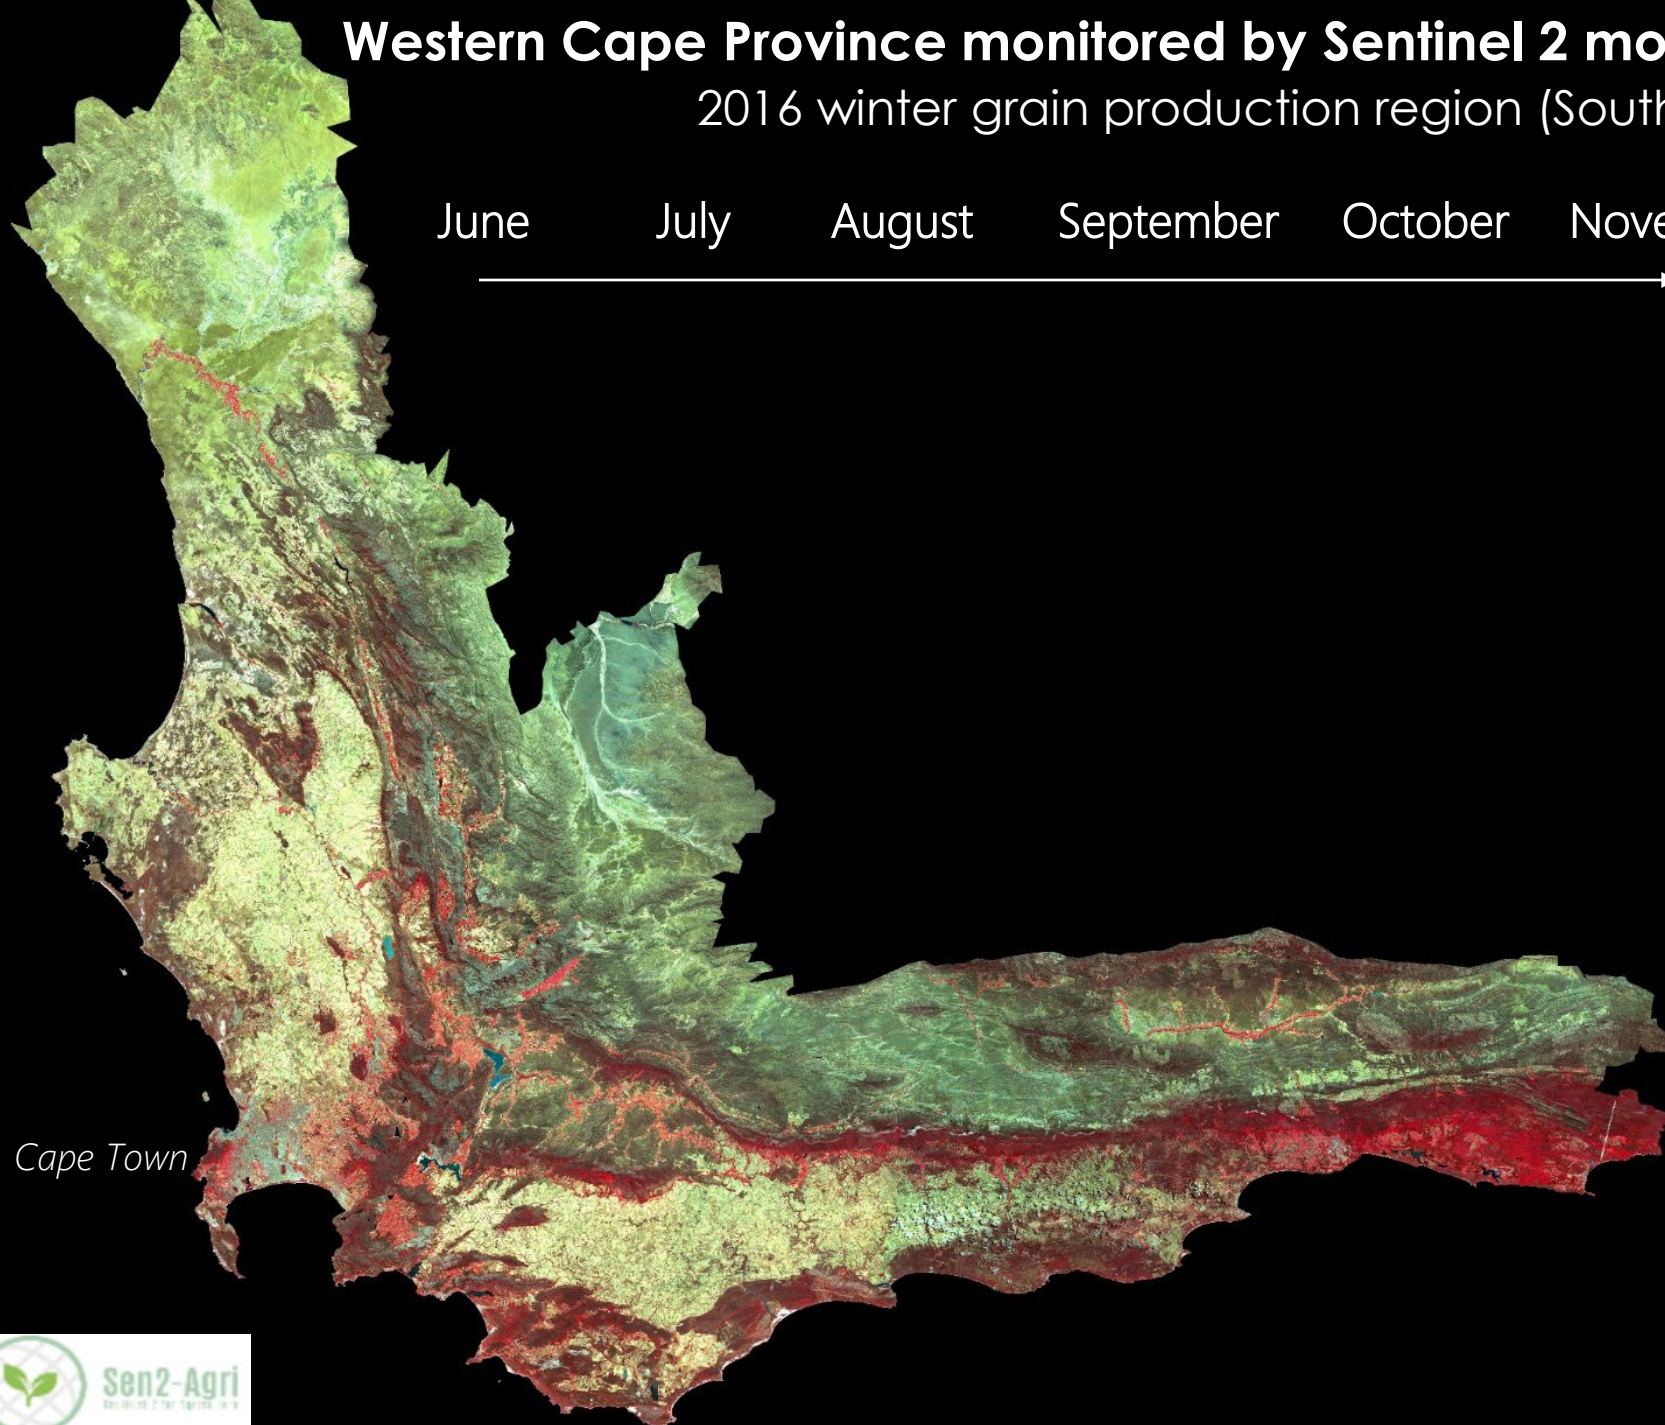 Western Cape Province monitored by Sentinel 2 mo
2016 winter grain production region (South
June July August September October Nove
Cape Town
Sen2-Agri